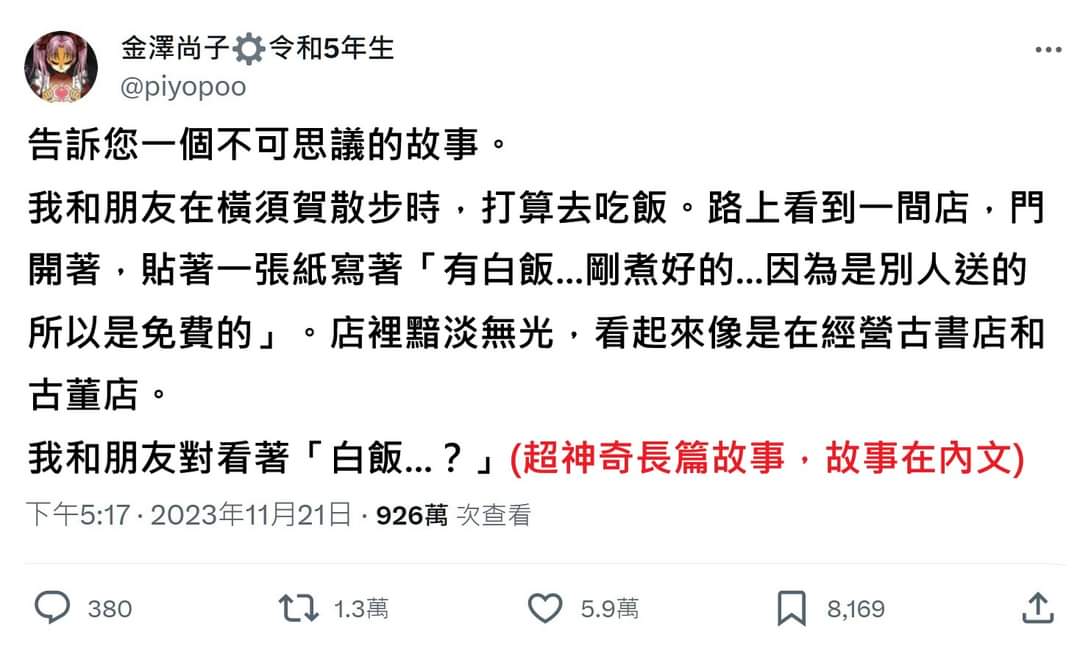 金澤尚子⚙令和5年生
@piyopoo
告訴您一個不可思議的故事。
我和朋友在橫須賀散步時，打算去吃飯。路上看到一間店，門
開著，貼著一張紙寫著「有白飯...剛煮好的...因為是別人送的
所以是免費的」。店裡黯淡無光，看起來像是在經營古書店和
古董店。
我和朋友對看著「白飯...？」(超神奇長篇故事，故事在內文)
下午5:17 · 2023年11月21日 · 926萬 次查看
380 1.3萬 5.9萬 8,169